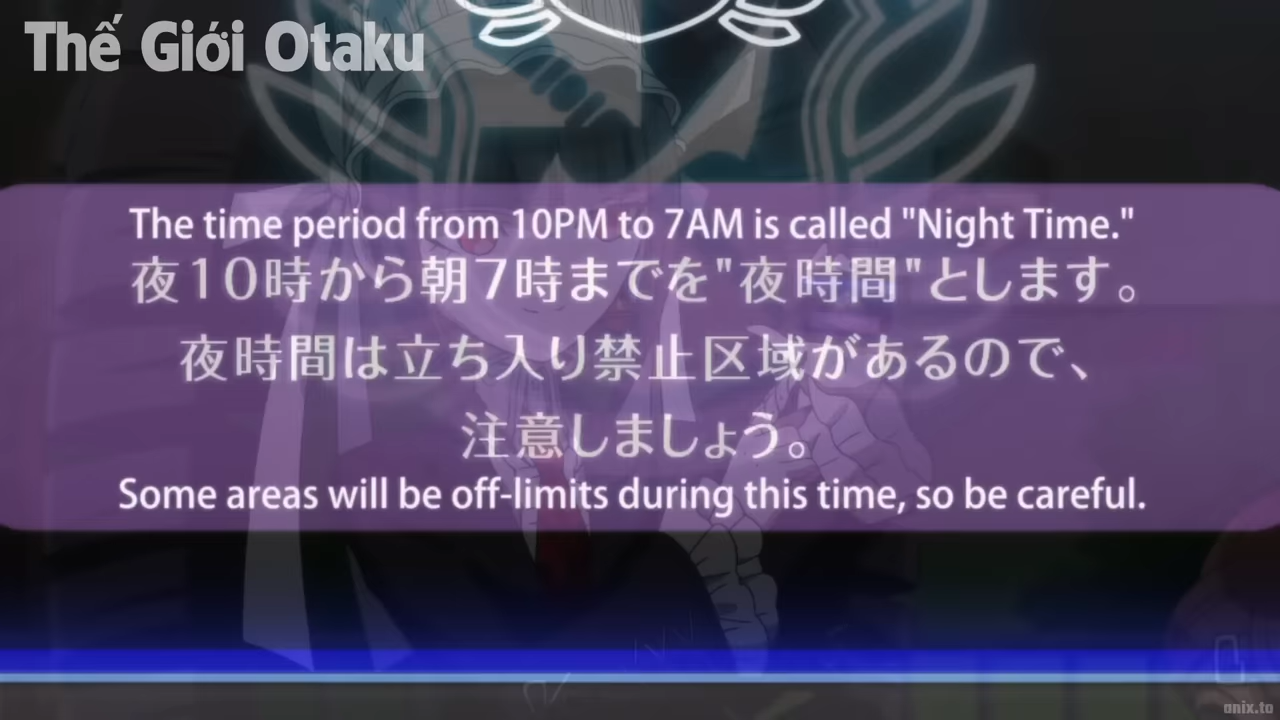 Thế Giới Otaku
The time period from 10PM to 7AM is called "Night Time."
夜10時から朝7時までを"夜時間"とします。
夜時間は立ち入り禁止区域があるので、
注意しましょう。
Some areas will be off-limits during this time, so be careful.
anix.to